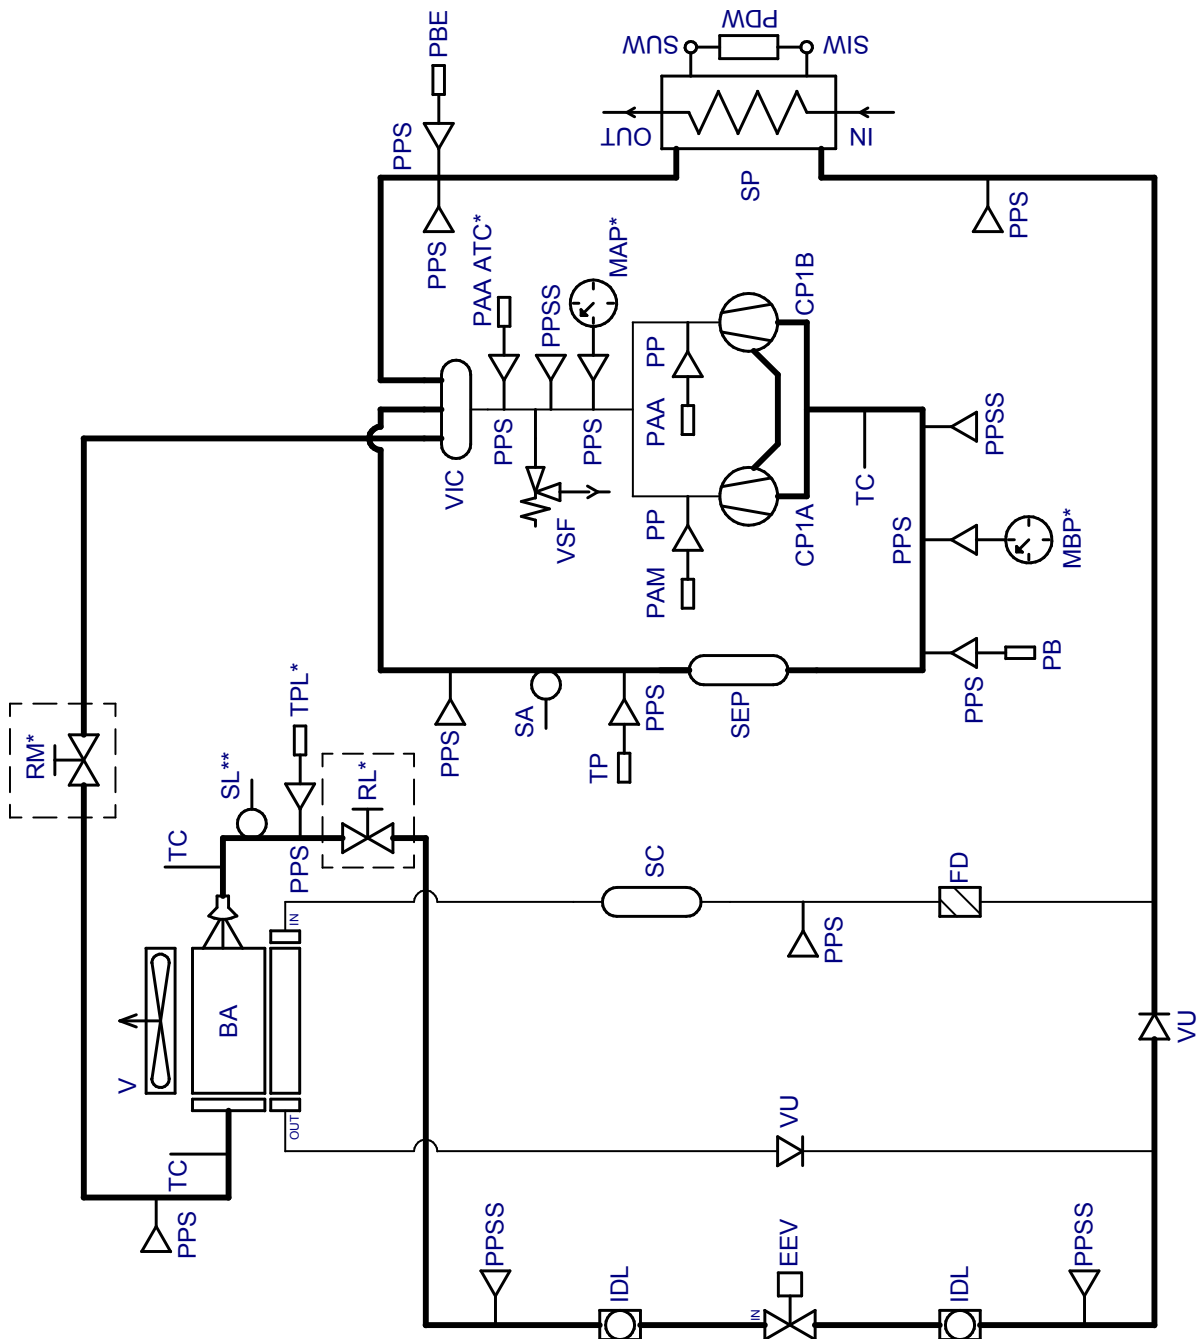 PBE
PPS
PPS
SUW
PDW
SIW
OUT
IN
SP
PPS
PAA ATC*
PPSS
MAP*
VIC
PPS
PPS
VSF
PP
PAA
CP1B
PP
PAM
CP1A
TC
PPSS
PPS
MBP*
PPS
PB
RM*
SL**
TPL*
PPS
RL*
PPS
SA
PPS
TP
SEP
TC
V
BA
IN
OUT
TC
PPS
SC
PPS
FD
VU
VU
PPSS
IDL
IN
EEV
IDL
PPSS